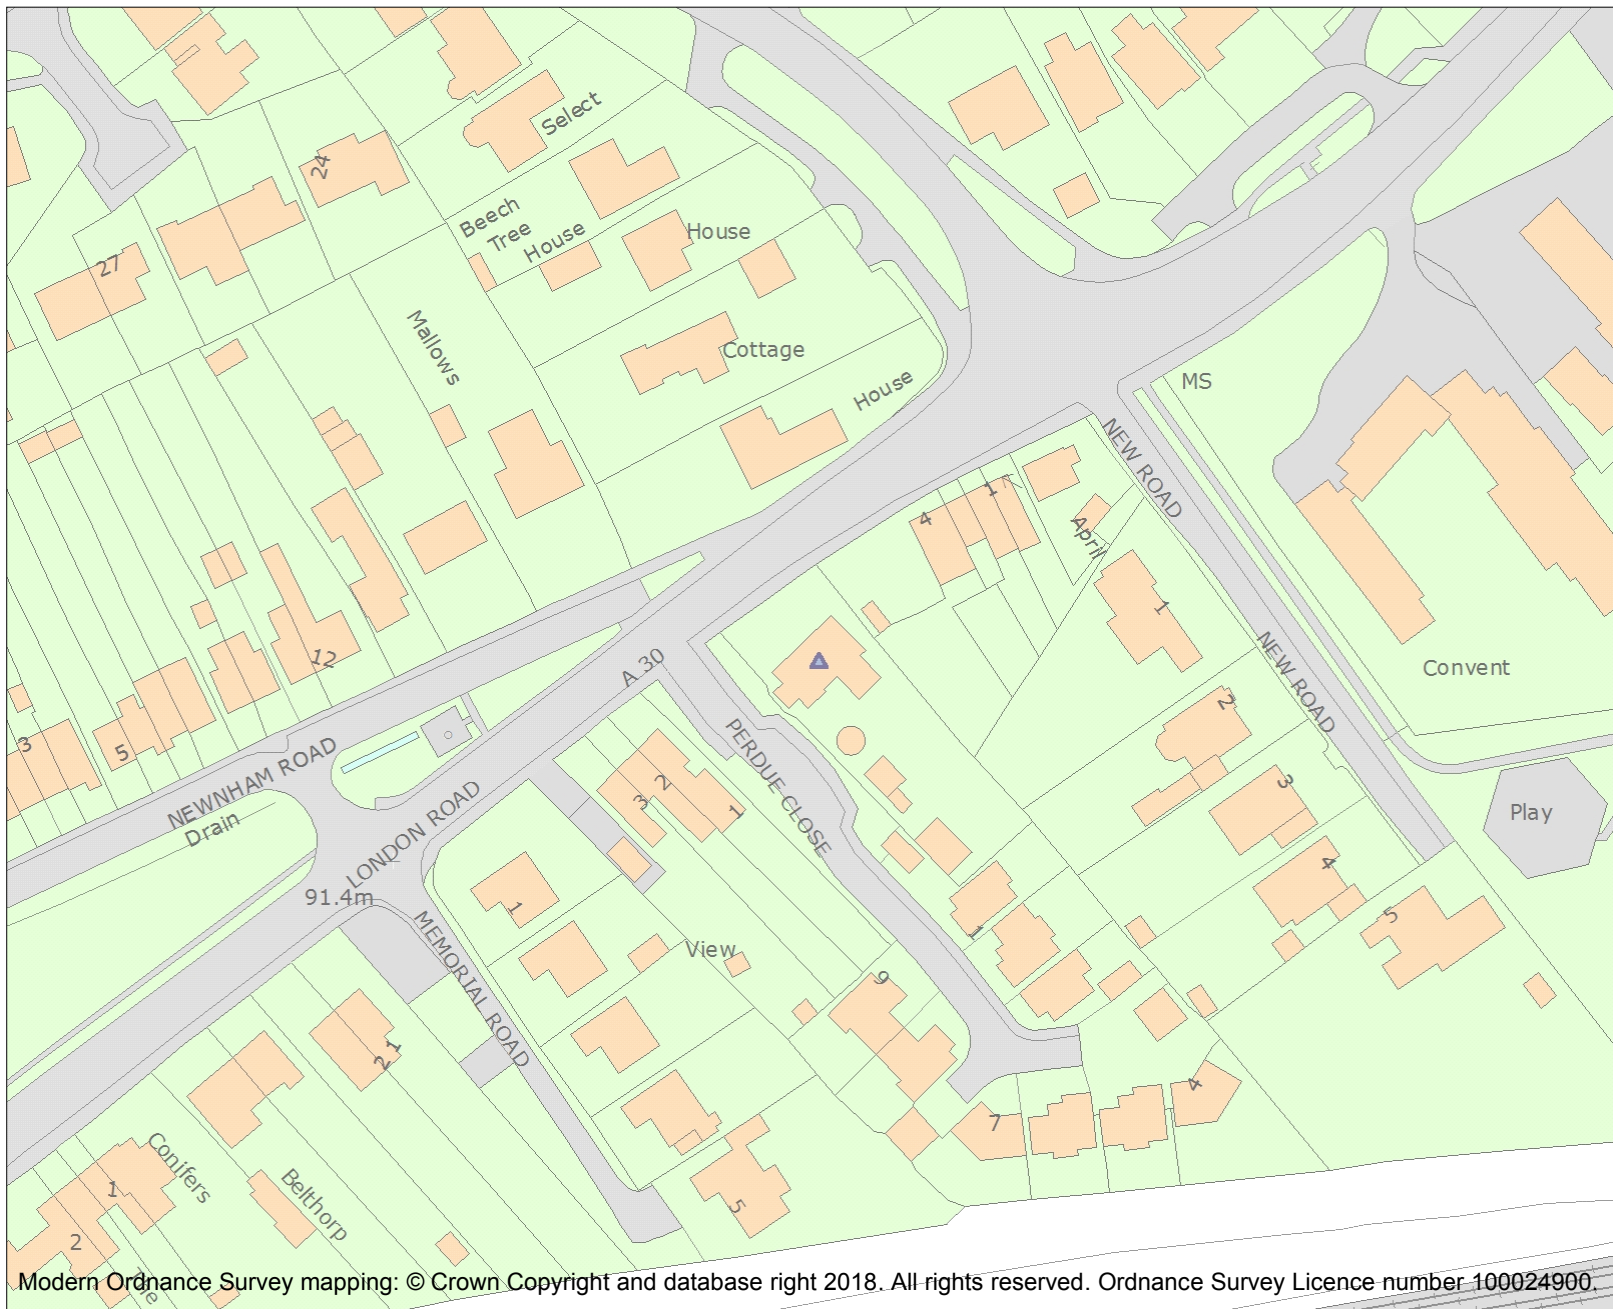 Select
24
Beech
Tree
House
House
27
Mallows
Cottage
House
MS
NEW ROAD
4
1
April
1
12
A 30
NEW ROAD
Convent
2
3
5
NEWNHAM ROAD
Drain
LONDON ROAD
91.4m
2
3
1
PERDUE CLOSE
3
Play
4
5
1
MEMORIAL ROAD
View
1
9
2 1
7
4
Conifers
Belthorp
1
2
5
The
Modern Ordnance Survey mapping: © Crown Copyright and database right 2018. All rights reserved. Ordnance Survey Licence number 100024900.